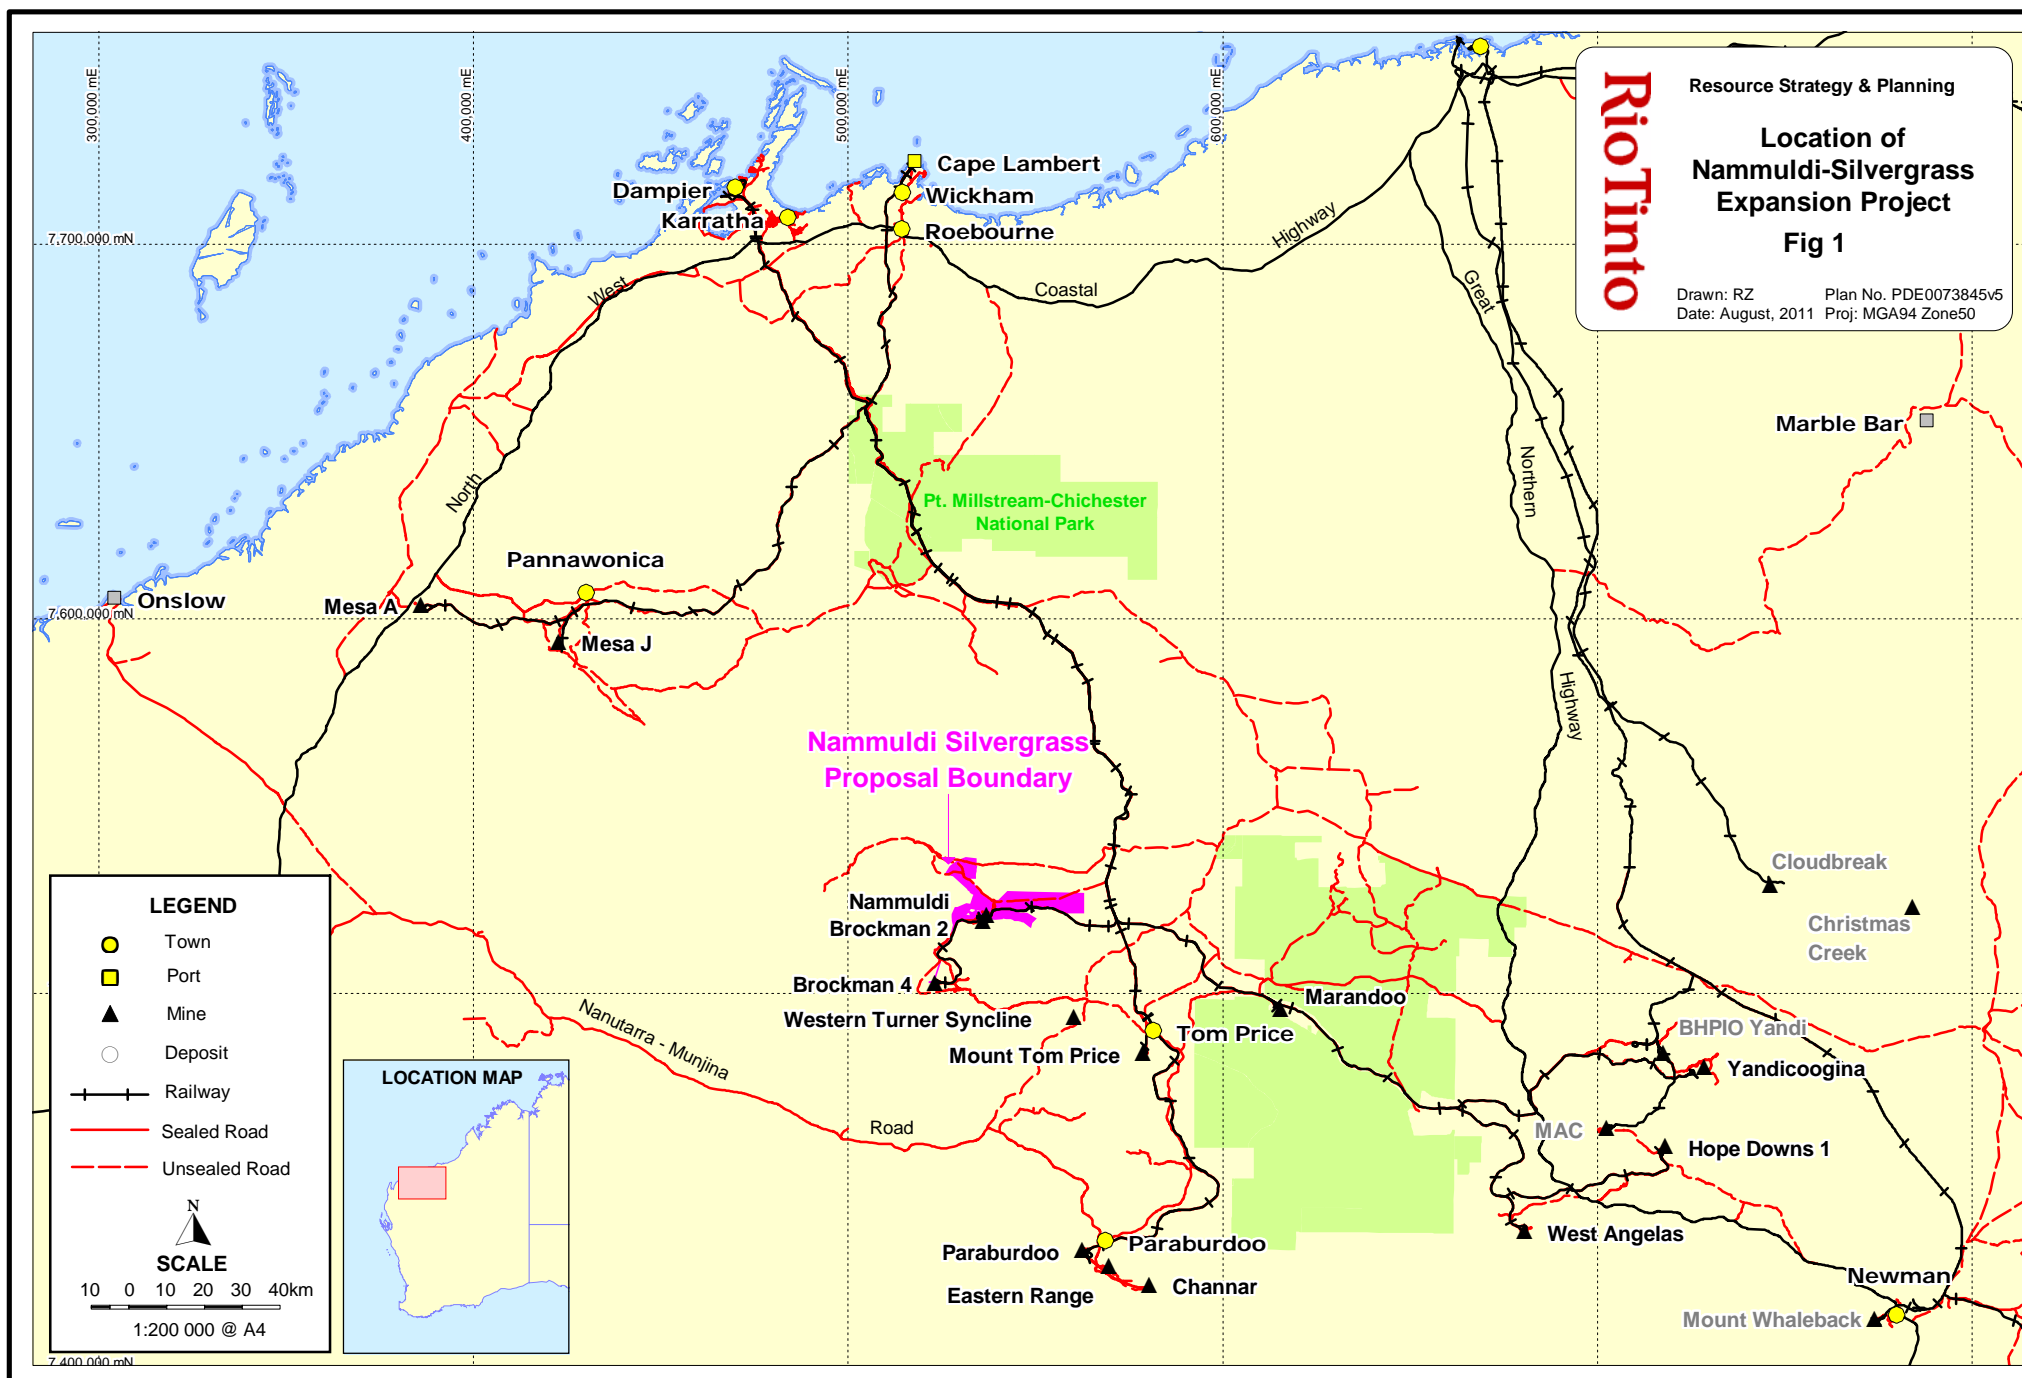 300,000 mE
400,000 mE
500,000 mE
600,000 mE
RioTinto
Resource Strategy & Planning
Location of
Nammuldi-Silvergrass
Expansion Project
Fig 1
Drawn: RZ
Plan No. PDE0073845v5
Date: August, 2011
Proj: MGA94 Zone50
Cape Lambert
Dampier
Wickham
Karratha
Roebourne
7,700,000 mN
Highway
Coastal
West
Great
Marble Bar
Northern
North
Pt. Millstream-Chichester
National Park
Pannawonica
Onslow
Mesa A
7,600,000 mN
Mesa J
Highway
Nammuldi Silvergrass
Proposal Boundary
Cloudbreak
Nammuldi
Brockman 2
Christmas
Creek
Brockman 4
Marandoo
Western Turner Syncline
Tom Price
BHPIO Yandi
Mount Tom Price
Yandicoogina
Nanutarra - Munjina
Road
MAC
Hope Downs 1
West Angelas
Paraburdoo
Paraburdoo
Eastern Range
Channar
Newman
Mount Whaleback
LEGEND
Town
Port
Mine
Deposit
Railway
Sealed Road
Unsealed Road
N
SCALE
10 0 10 20 30 40km
1:200 000 @ A4
7,400,000 mN
LOCATION MAP